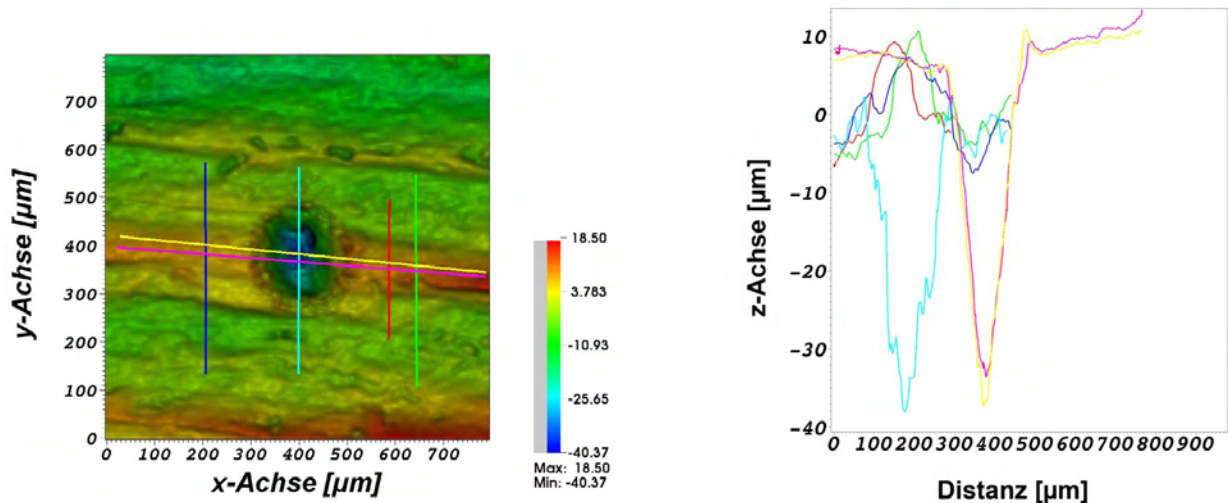 700
600
500
400
300
200
100
0
y-Achse [µm]
0 100 200 300 400 500 600 700
x-Achse [µm]
18.50
3.783
-10.93
-25.65
-40.37
Max: 18.50
Min: -40.37
10
0
-10
-20
-30
-40
z-Achse [µm]
0 100 200 300 400 500 600 700 800 900
Distanz [µm]